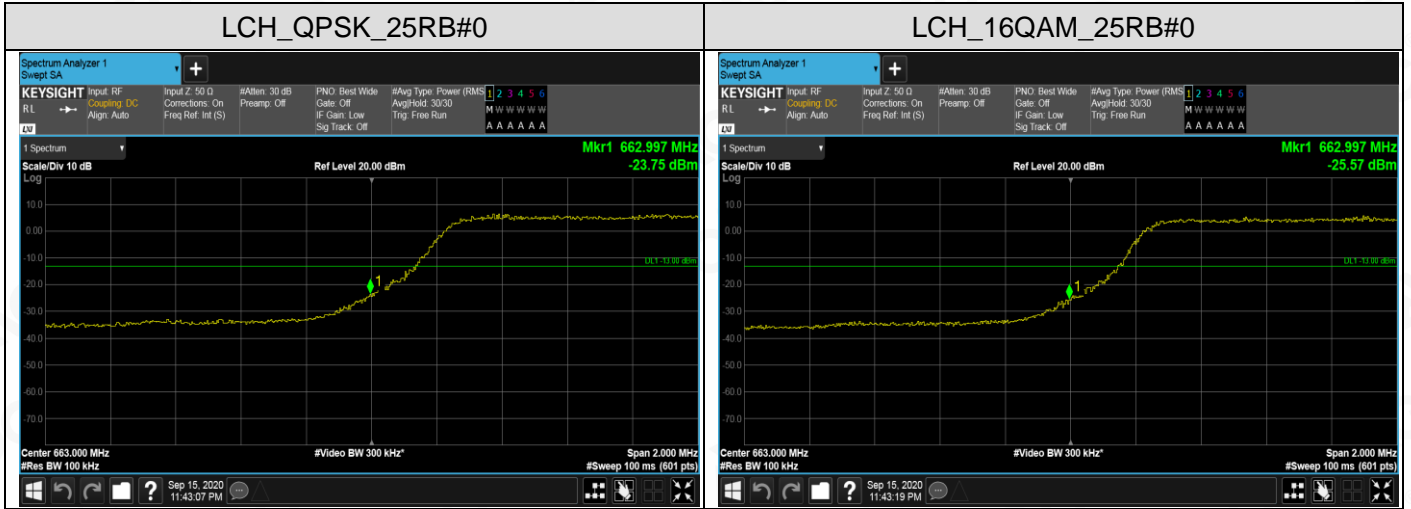 LCH_QPSK_25RB#0
Spectrum Analyzer 1
Swept SA
+
KEYSIGHT
RL
LXI
Input: RF
Coupling: DC
Align: Auto
Input Z: 50 Ω
Corrections: On
Freq Ref: Int (S)
#Atten: 30 dB
Preamp: Off
PNO: Best Wide
Gate: Off
IF Gain: Low
Sig Track: Off
#Avg Type: Power (RMS
Avg|Hold: 30/30
Trig: Free Run
1 2 3 4 5 6
M W W W W W
A A A A A A
1 Spectrum
Scale/Div 10 dB
Ref Level 20.00 dBm
Mkr1 662.997 MHz
-23.75 dBm
Log
10.0
0.00
-10.0
-20.0
-30.0
-40.0
-50.0
-60.0
-70.0
DL1 -13.00 dBm
1
Center 663.000 MHz
#Video BW 300 kHz*
Span 2.000 MHz
#Res BW 100 kHz
#Sweep 100 ms (601 pts)
?
Sep 15, 2020
11:43:07 PM
LCH_16QAM_25RB#0
Spectrum Analyzer 1
Swept SA
+
KEYSIGHT
RL
LXI
Input: RF
Coupling: DC
Align: Auto
Input Z: 50 Ω
Corrections: On
Freq Ref: Int (S)
#Atten: 30 dB
Preamp: Off
PNO: Best Wide
Gate: Off
IF Gain: Low
Sig Track: Off
#Avg Type: Power (RMS
Avg|Hold: 30/30
Trig: Free Run
1 2 3 4 5 6
M W W W W W
A A A A A A
1 Spectrum
Scale/Div 10 dB
Ref Level 20.00 dBm
Mkr1 662.997 MHz
-25.57 dBm
Log
10.0
0.00
-10.0
-20.0
-30.0
-40.0
-50.0
-60.0
-70.0
DL1 -13.00 dBm
1
Center 663.000 MHz
#Video BW 300 kHz*
Span 2.000 MHz
#Res BW 100 kHz
#Sweep 100 ms (601 pts)
?
Sep 15, 2020
11:43:19 PM